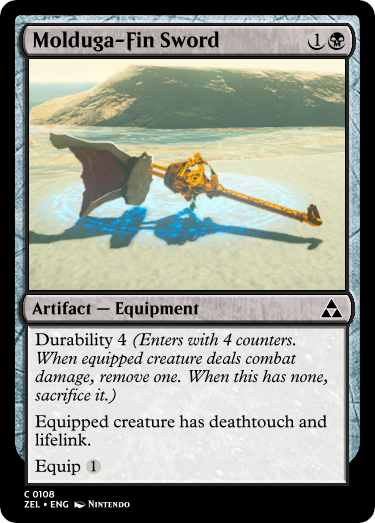 Molduga-Fin Sword 1
Artifact — Equipment
Durability 4 (Enters with 4 counters.
When equipped creature deals combat
damage, remove one. When this has none,
sacrifice it.)
Equipped creature has deathtouch and
lifelink.
Equip 1
C 0108
ZEL • ENG Nintendo